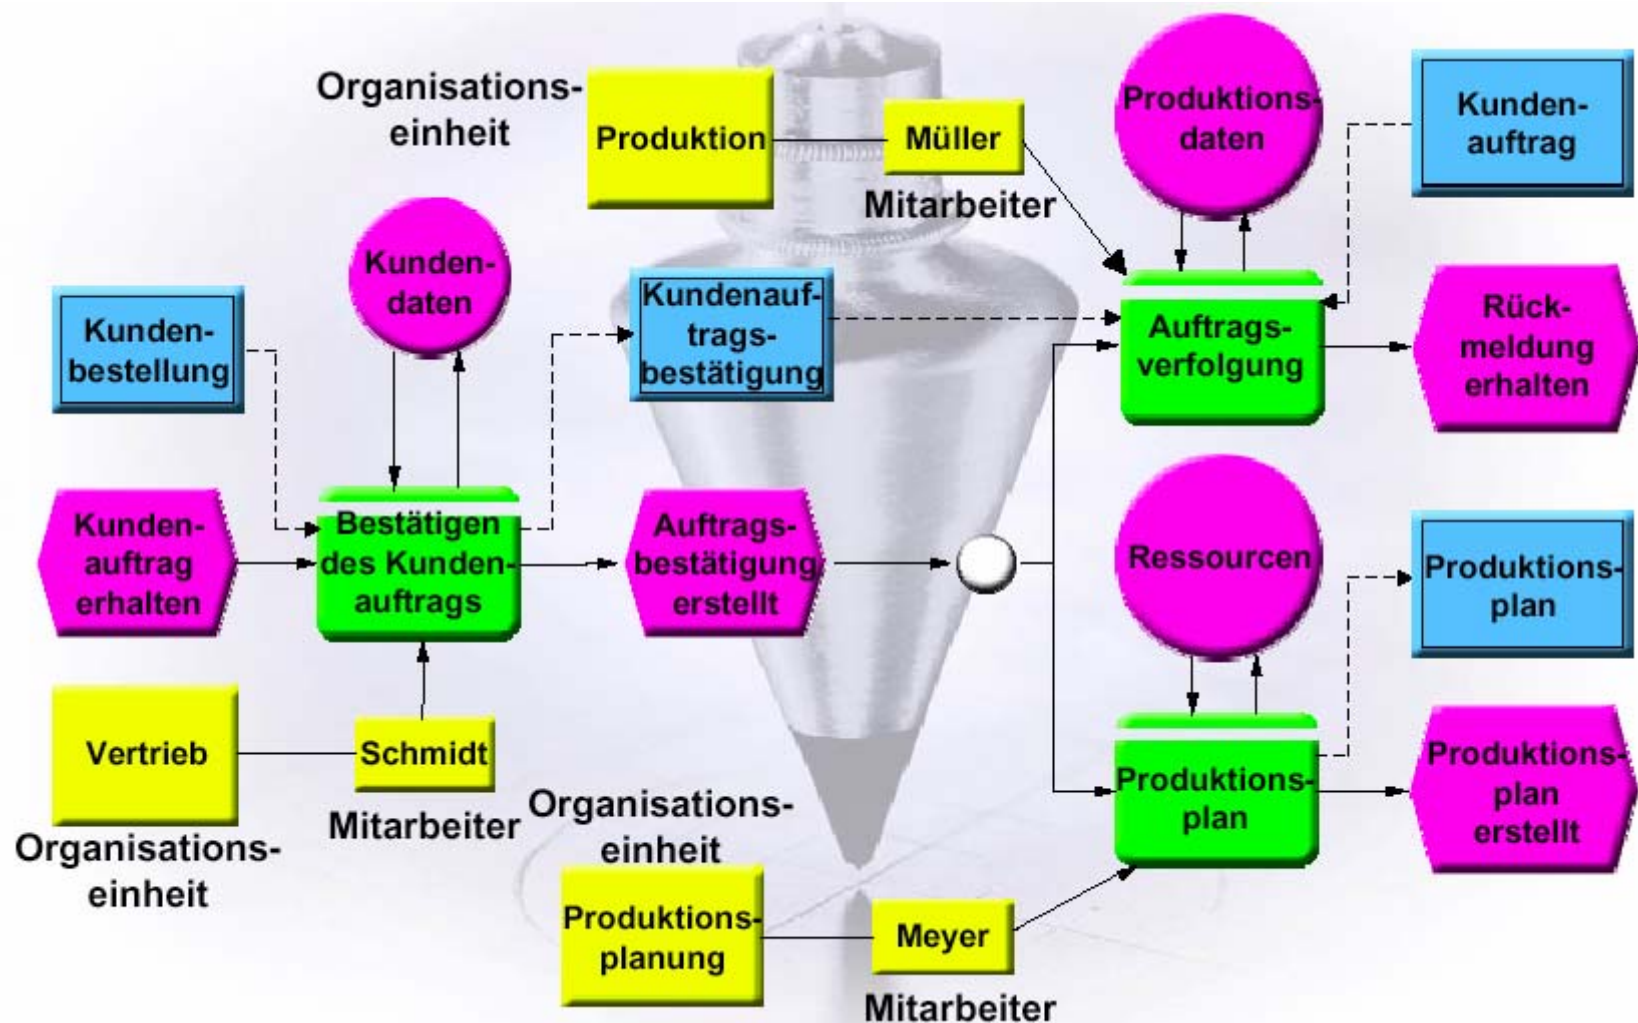 Organisations-
einheit
Produktion
Müller
Mitarbeiter
Produktions-
daten
Kunden-
auftrag
Kunden-
daten
Kunden-
bestellung
Kundenauf-
trags-
bestätigung
Auftrags-
verfolgung
Rück-
meldung
erhalten
Kunden-
auftrag
erhalten
Bestätigen
des Kunden-
auftrags
Auftrags-
bestätigung
erstellt
Ressourcen
Produktions-
plan
Vertrieb
Organisations-
einheit
Schmidt
Mitarbeiter
Produktions-
plan
Produktions-
plan
erstellt
Organisations-
einheit
Produktions-
planung
Meyer
Mitarbeiter